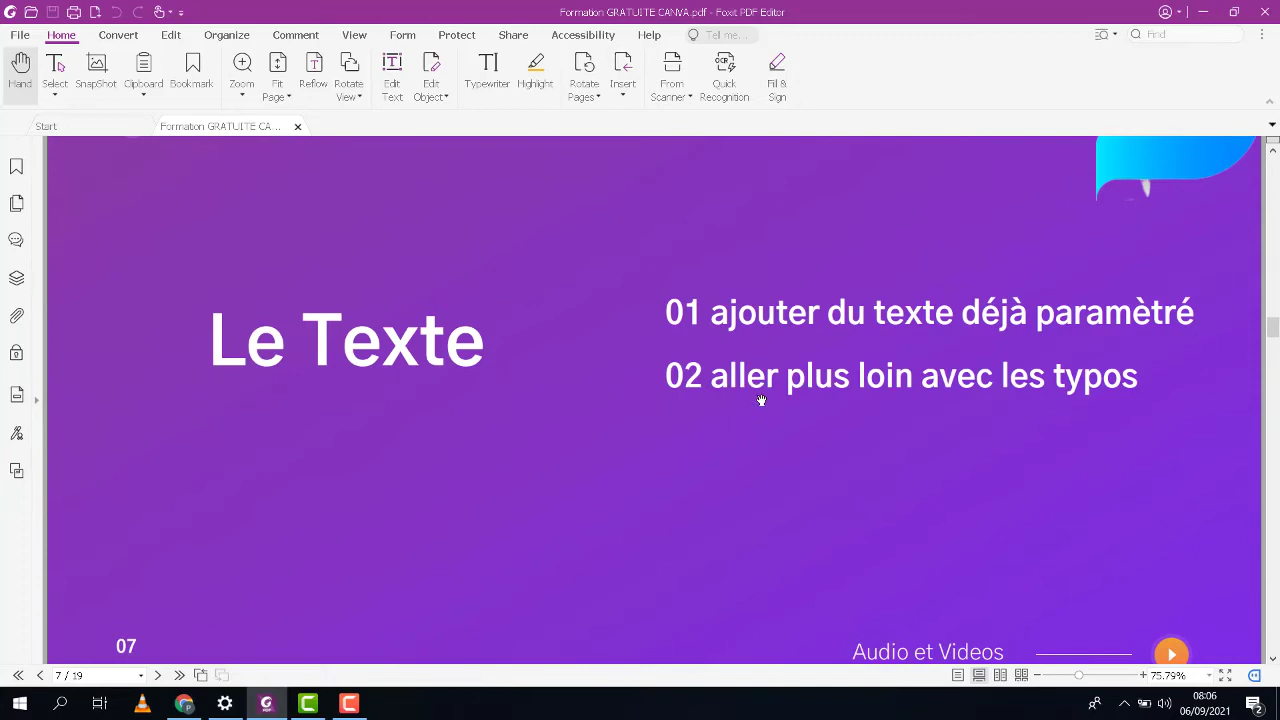 Formation GRATUITE CANVA.pdf - Foxit PDF Editor
File Home Convert Edit Organize Comment View Form Protect Share Accessibility Help Tell me... Find
Hand Select SnapShot Clipboard Bookmark Zoom Fit Page Reflow Rotate View Edit Text Edit Object Typewriter Highlight Rotate Pages Insert From Scanner Quick Recognition Fill & Sign
Start Formation GRATUITE CA...
Le Texte
01 ajouter du texte déjà paramètré
02 aller plus loin avec les typos
07
Audio et Videos
7 / 19
75.79%
08:06
06/09/2021
2